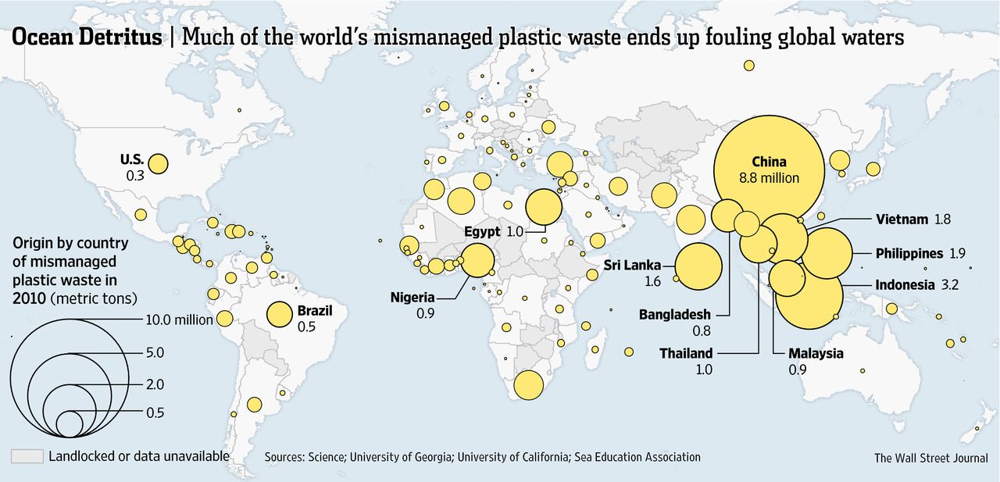 Ocean Detritus | Much of the world's mismanaged plastic waste ends up fouling global waters
U.S.
0.3
China
8.8 million
Egypt 1.0
Vietnam 1.8
Philippines 1.9
Indonesia 3.2
Sri Lanka
1.6
Nigeria
0.9
Brazil
0.5
Bangladesh
0.8
Thailand
1.0
Malaysia
0.9
Origin by country
of mismanaged
plastic waste in
2010 (metric tons)
10.0 million
5.0
2.0
0.5
Landlocked or data unavailable
Sources: Science; University of Georgia; University of California; Sea Education Association
The Wall Street Journal